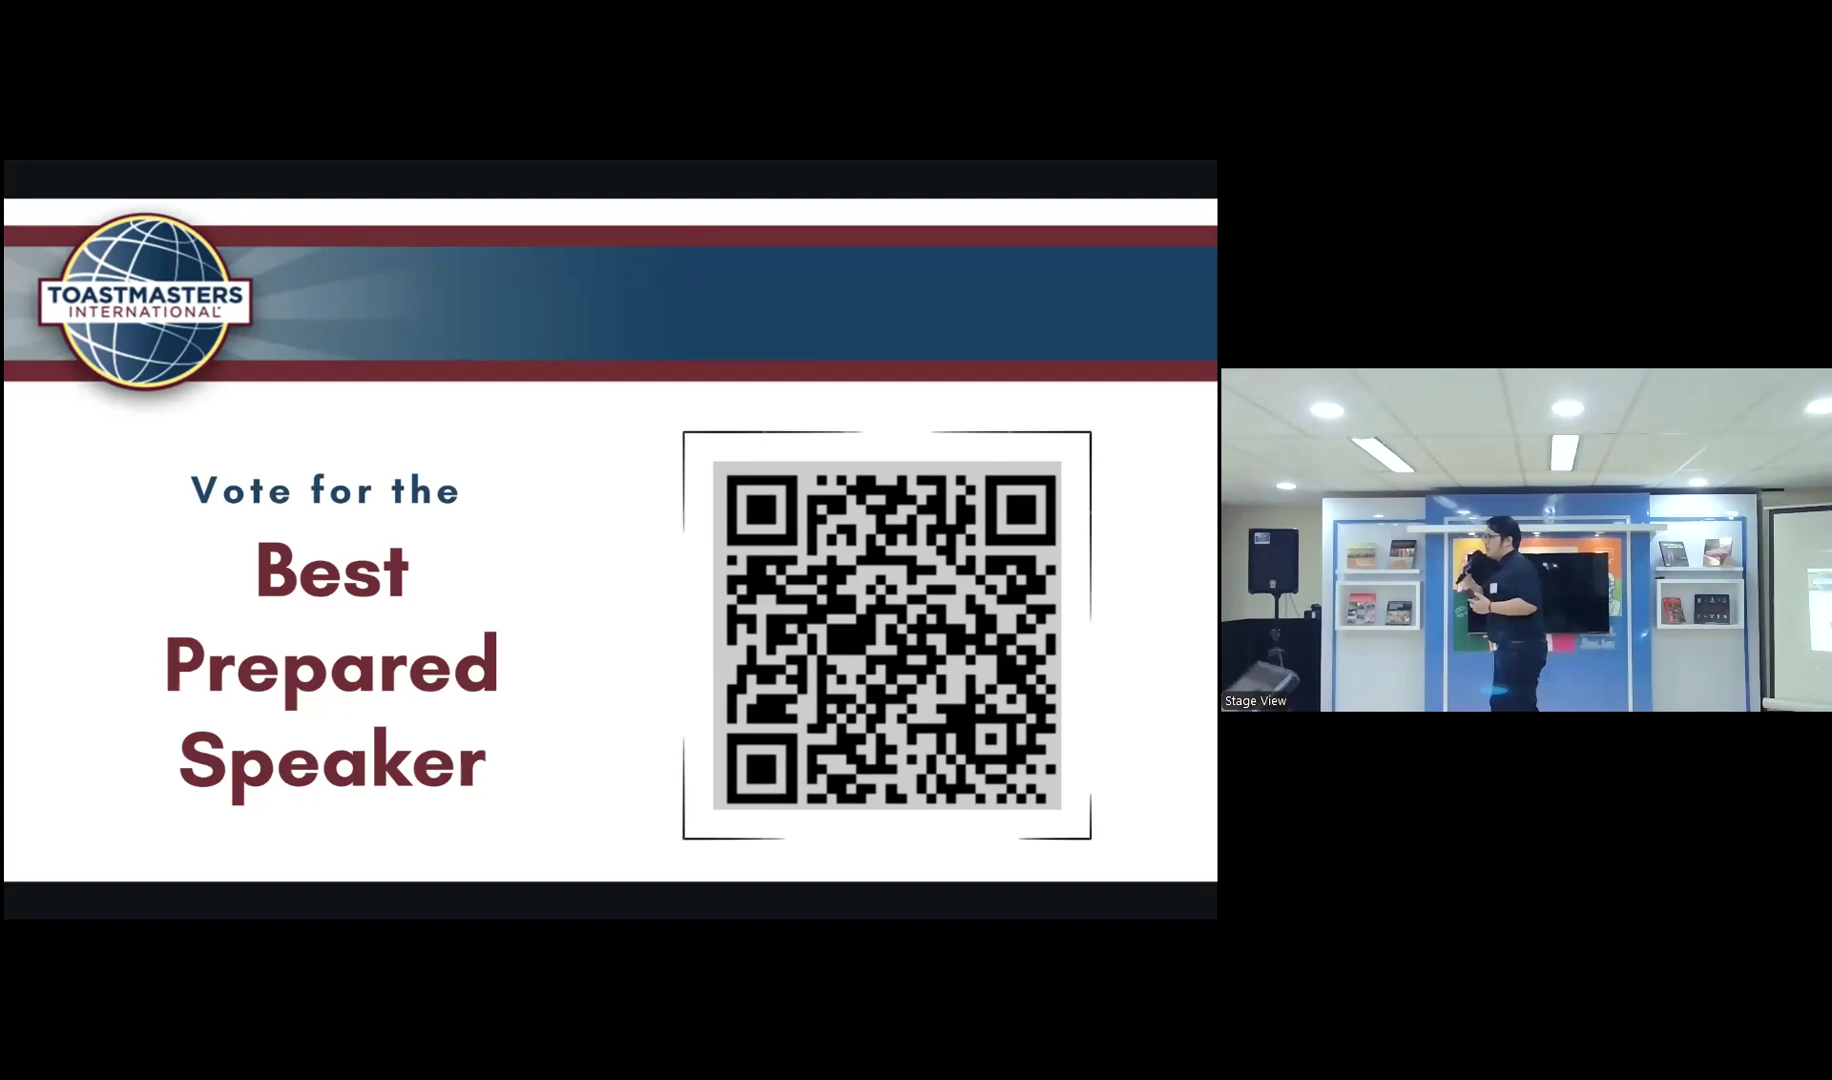 TOASTMASTERS
INTERNATIONAL
Vote for the
Best
Prepared
Speaker
Stage View